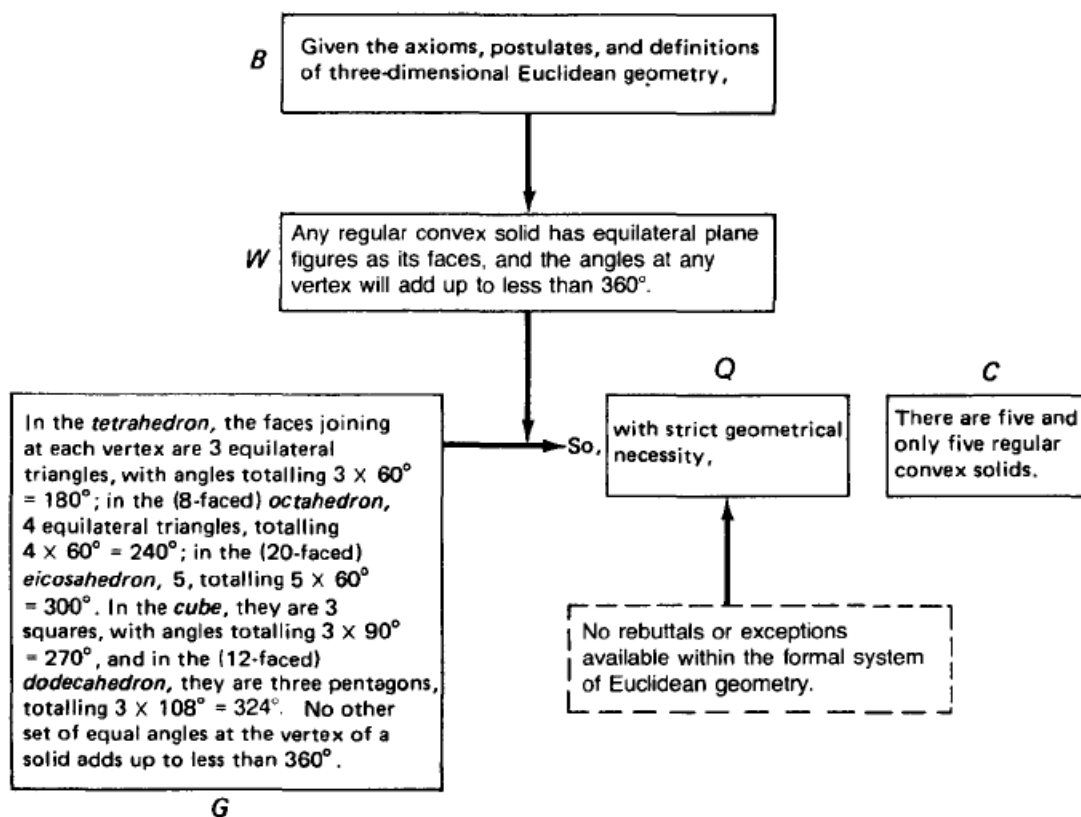 B
Given the axioms, postulates, and definitions
of three-dimensional Euclidean geometry,
W
Any regular convex solid has equilateral plane
figures as its faces, and the angles at any
vertex will add up to less than 360°.
G
In the tetrahedron, the faces joining
at each vertex are 3 equilateral
triangles, with angles totalling 3 X 60°
= 180°; in the (8-faced) octahedron,
4 equilateral triangles, totalling
4 X 60° = 240°; in the (20-faced)
eicosahedron, 5, totalling 5 X 60°
= 300°. In the cube, they are 3
squares, with angles totalling 3 X 90°
= 270°, and in the (12-faced)
dodecahedron, they are three pentagons,
totalling 3 X 108° = 324°. No other
set of equal angles at the vertex of a
solid adds up to less than 360°.
So,
Q
with strict geometrical
necessity,
C
There are five and
only five regular
convex solids.
No rebuttals or exceptions
available within the formal system
of Euclidean geometry.